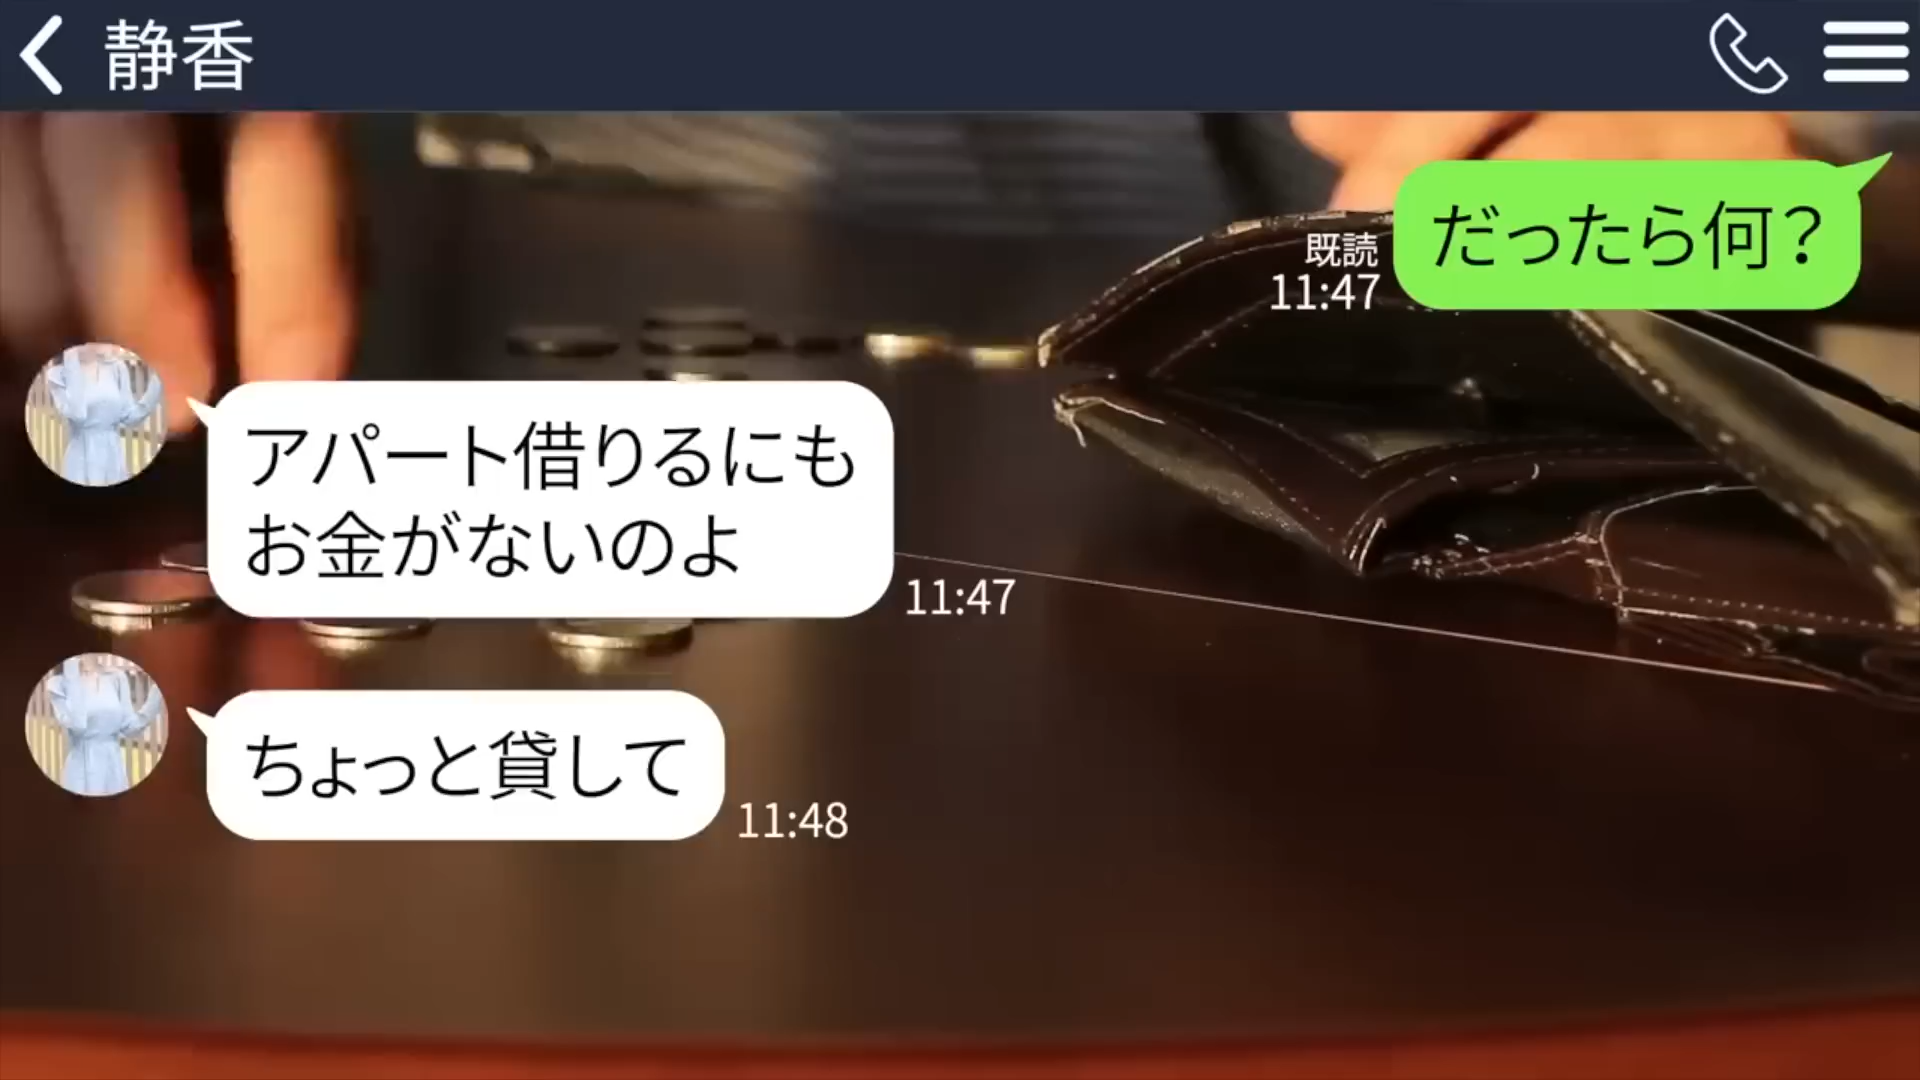 静香
だったら何?
既読
11:47
アパート借りるにも
お金がないのよ
11:47
ちょっと貸して
11:48